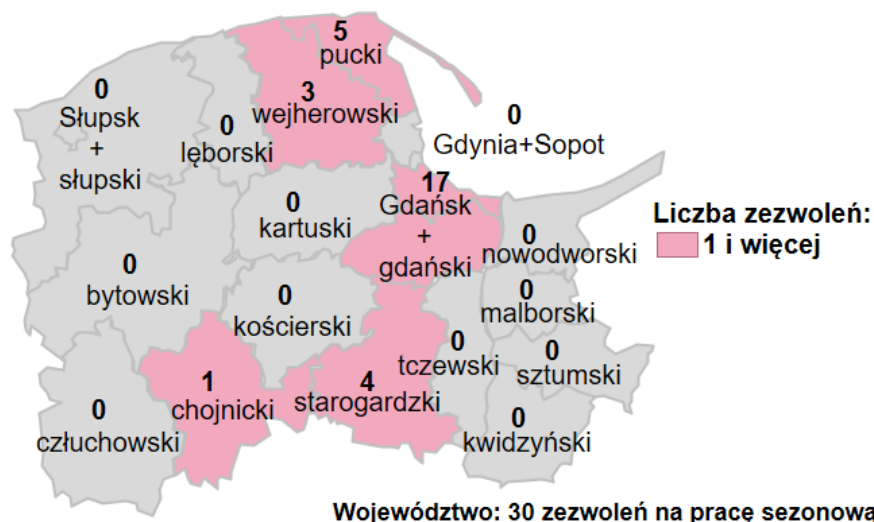 5
pucki
3
wejherowski
0
Słupsk
+
słupski
0
lęborski
0
Gdynia+Sopot
17
Gdańsk
+
gdański
0
kartuski
0
nowodworski
Liczba zezwoleń:
1 i więcej
0
bytowski
0
kościerski
0
malborski
0
tczewski
0
sztumski
1
chojnicki
4
starogardzki
0
człuchowski
0
kwidzyński
Województwo: 30 zezwoleń na pracę sezonową